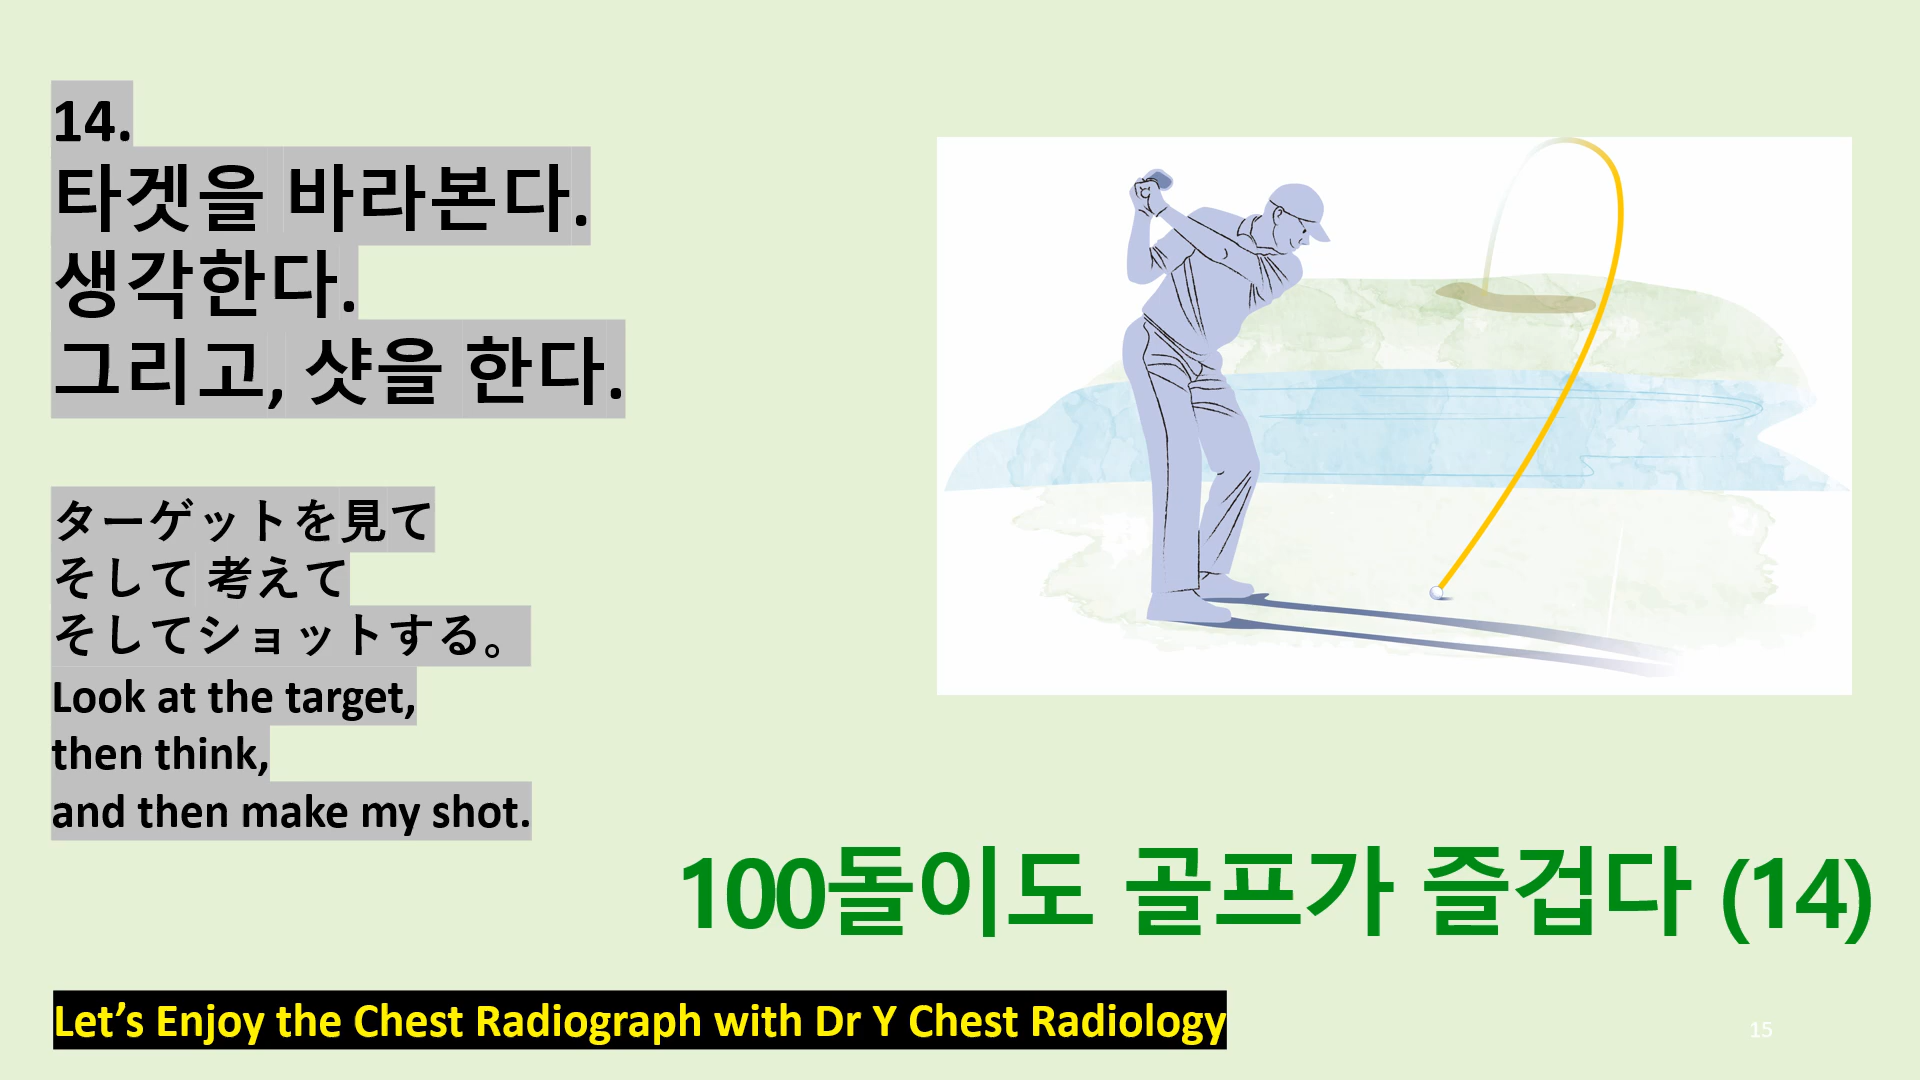 14.
타겟을 바라본다.
생각한다.
그리고, 샷을 한다.
ターゲットを見て
そして 考えて
そしてショットする。
Look at the target,
then think,
and then make my shot.
100돌이도 골프가 즐겁다 (14)
Let’s Enjoy the Chest Radiograph with Dr Y Chest Radiology
15